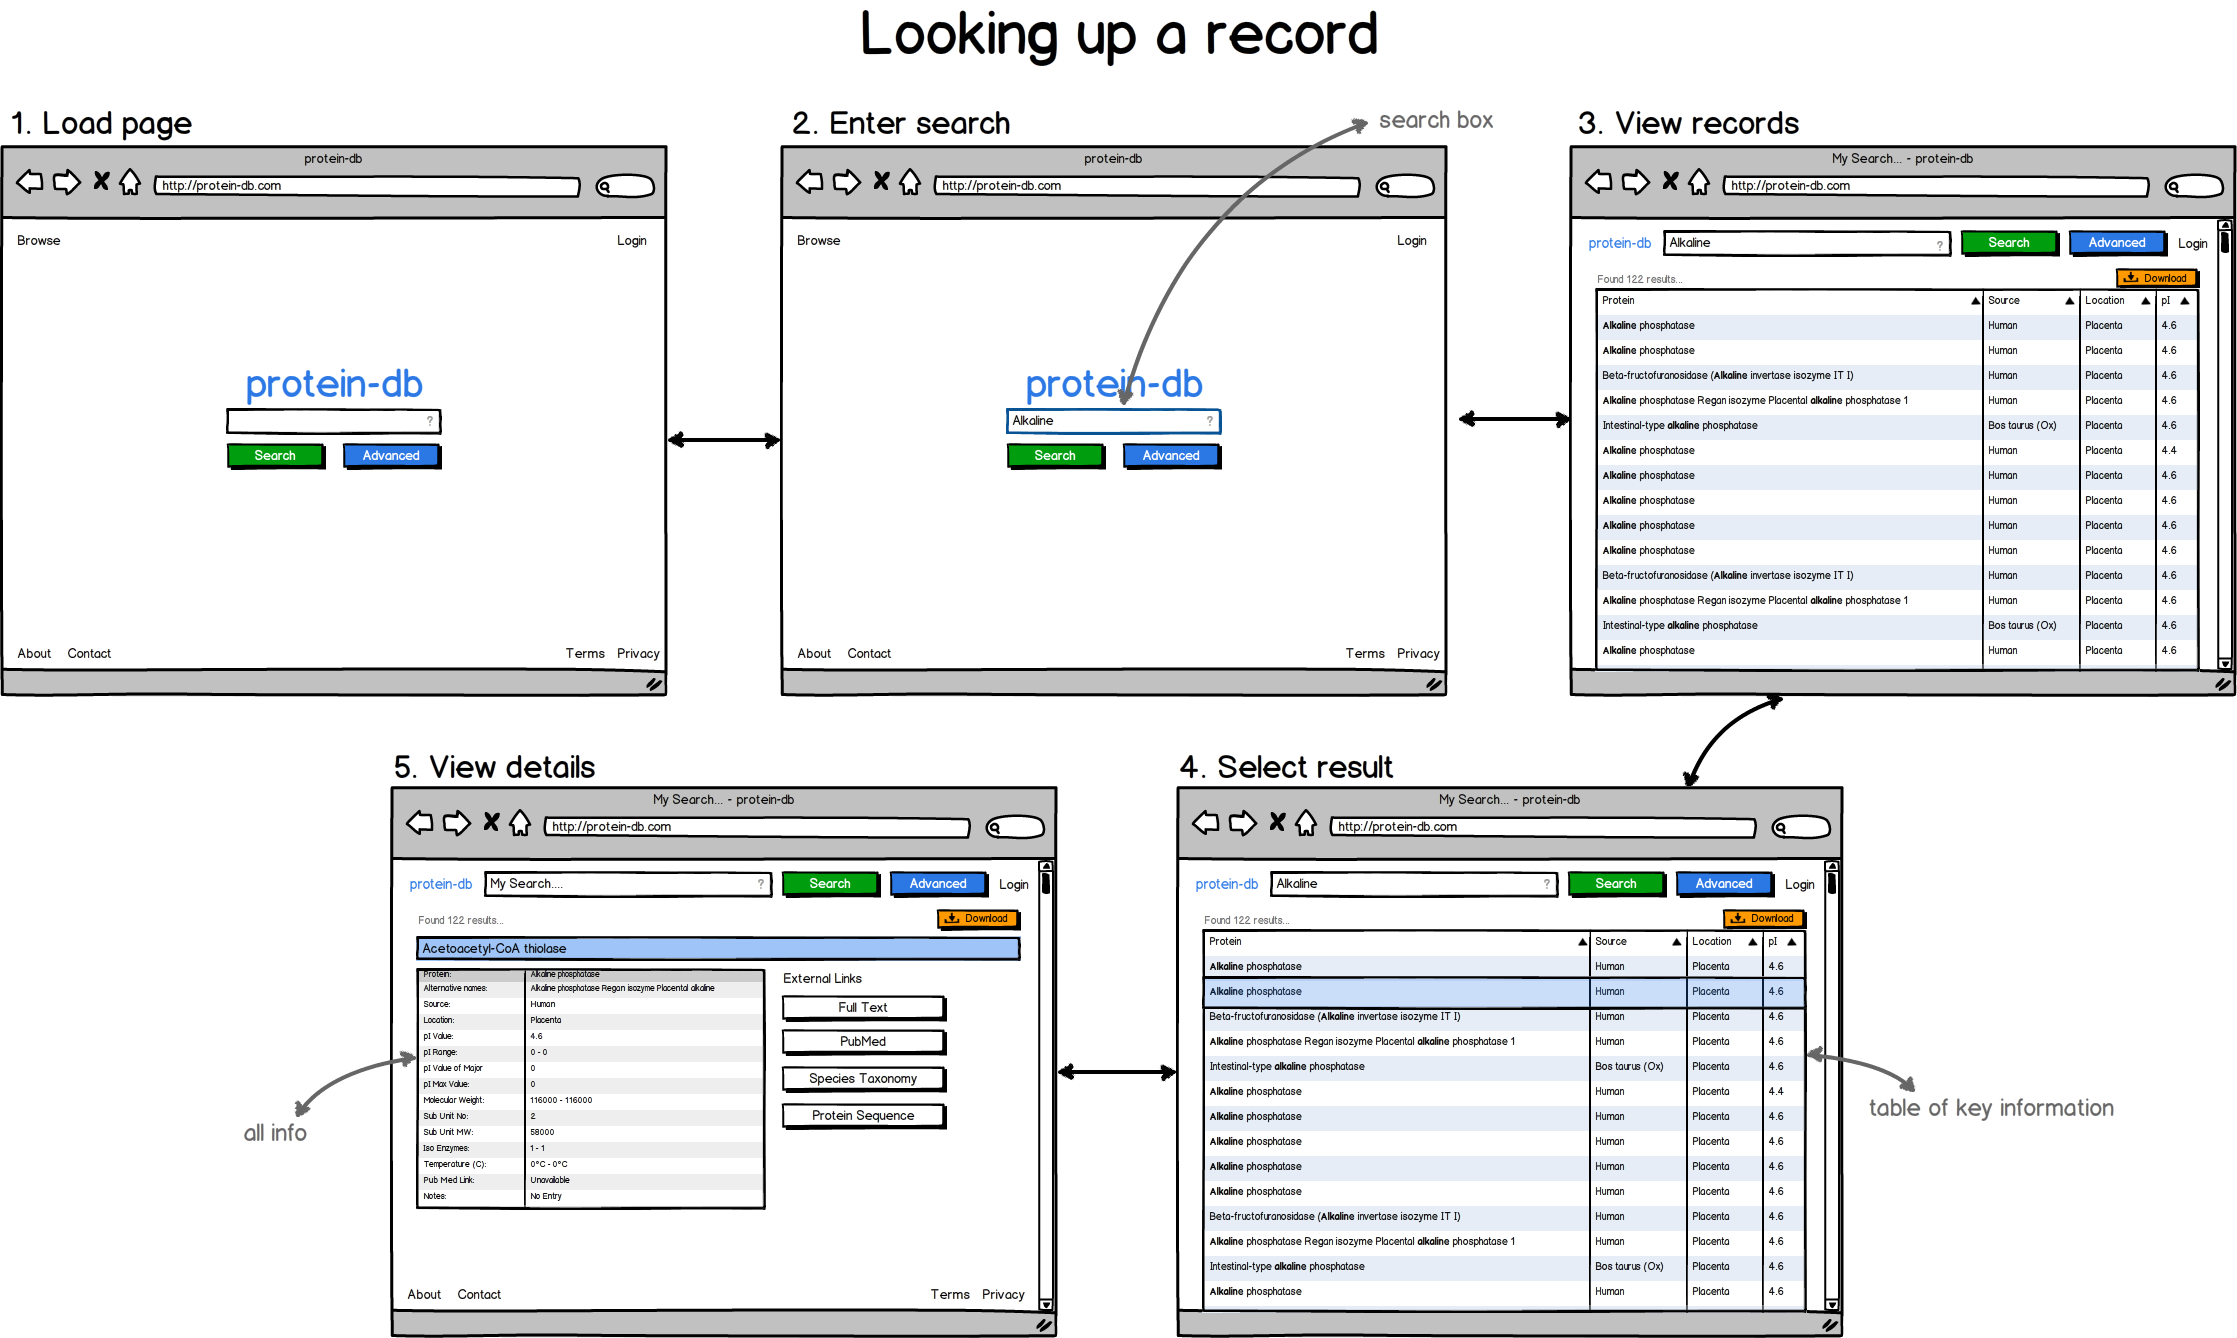 Looking up a record
1. Load page
protein-db
http://protein-db.com
Browse
Login
protein-db
?
Search
Advanced
About
Contact
Terms
Privacy
2. Enter search
search box
protein-db
http://protein-db.com
Browse
Login
protein-db
Alkaline ?
Search
Advanced
About
Contact
Terms
Privacy
3. View records
My Search... - protein-db
http://protein-db.com
protein-db Alkaline ? Search Advanced Login
Found 122 results... Download
Protein Source Location pI
Alkaline phosphatase Human Placenta 4.6
Alkaline phosphatase Human Placenta 4.6
Beta-fructofuranosidase (Alkaline invertase isozyme IT I) Human Placenta 4.6
Alkaline phosphatase Regan isozyme Placental alkaline phosphatase 1 Human Placenta 4.6
Intestinal-type alkaline phosphatase Bos taurus (Ox) Placenta 4.6
Alkaline phosphatase Human Placenta 4.4
Alkaline phosphatase Human Placenta 4.6
Alkaline phosphatase Human Placenta 4.6
Alkaline phosphatase Human Placenta 4.6
Alkaline phosphatase Human Placenta 4.6
Beta-fructofuranosidase (Alkaline invertase isozyme IT I) Human Placenta 4.6
Alkaline phosphatase Regan isozyme Placental alkaline phosphatase 1 Human Placenta 4.6
Intestinal-type alkaline phosphatase Bos taurus (Ox) Placenta 4.6
Alkaline phosphatase Human Placenta 4.6
4. Select result
My Search... - protein-db
http://protein-db.com
protein-db Alkaline ? Search Advanced Login
Found 122 results... Download
Protein Source Location pI
Alkaline phosphatase Human Placenta 4.6
Alkaline phosphatase Human Placenta 4.6
Beta-fructofuranosidase (Alkaline invertase isozyme IT I) Human Placenta 4.6
Alkaline phosphatase Regan isozyme Placental alkaline phosphatase 1 Human Placenta 4.6
Intestinal-type alkaline phosphatase Bos taurus (Ox) Placenta 4.6
Alkaline phosphatase Human Placenta 4.4
Alkaline phosphatase Human Placenta 4.6
Alkaline phosphatase Human Placenta 4.6
Alkaline phosphatase Human Placenta 4.6
Alkaline phosphatase Human Placenta 4.6
Beta-fructofuranosidase (Alkaline invertase isozyme IT I) Human Placenta 4.6
Alkaline phosphatase Regan isozyme Placental alkaline phosphatase 1 Human Placenta 4.6
Intestinal-type alkaline phosphatase Bos taurus (Ox) Placenta 4.6
Alkaline phosphatase Human Placenta 4.6
table of key information
5. View details
My Search... - protein-db
http://protein-db.com
protein-db My Search.... ? Search Advanced Login
Found 122 results... Download
Acetoacetyl-CoA thiolase
Protein: Alkaline phosphatase
Alternative names: Alkaline phosphatase Regan isozyme Placental alkaline
Source: Human
Location: Placenta
pI Value: 4.6
pI Range: 0 - 0
pI Value of Major 0
pI Max Value: 0
Molecular Weight: 116000 - 116000
Sub Unit No: 2
Sub Unit MW: 58000
Iso Enzymes: 1 - 1
Temperature (C): 0°C - 0°C
Pub Med Link: Unavailable
Notes: No Entry
External Links
Full Text
PubMed
Species Taxonomy
Protein Sequence
About
Contact
Terms
Privacy
all info